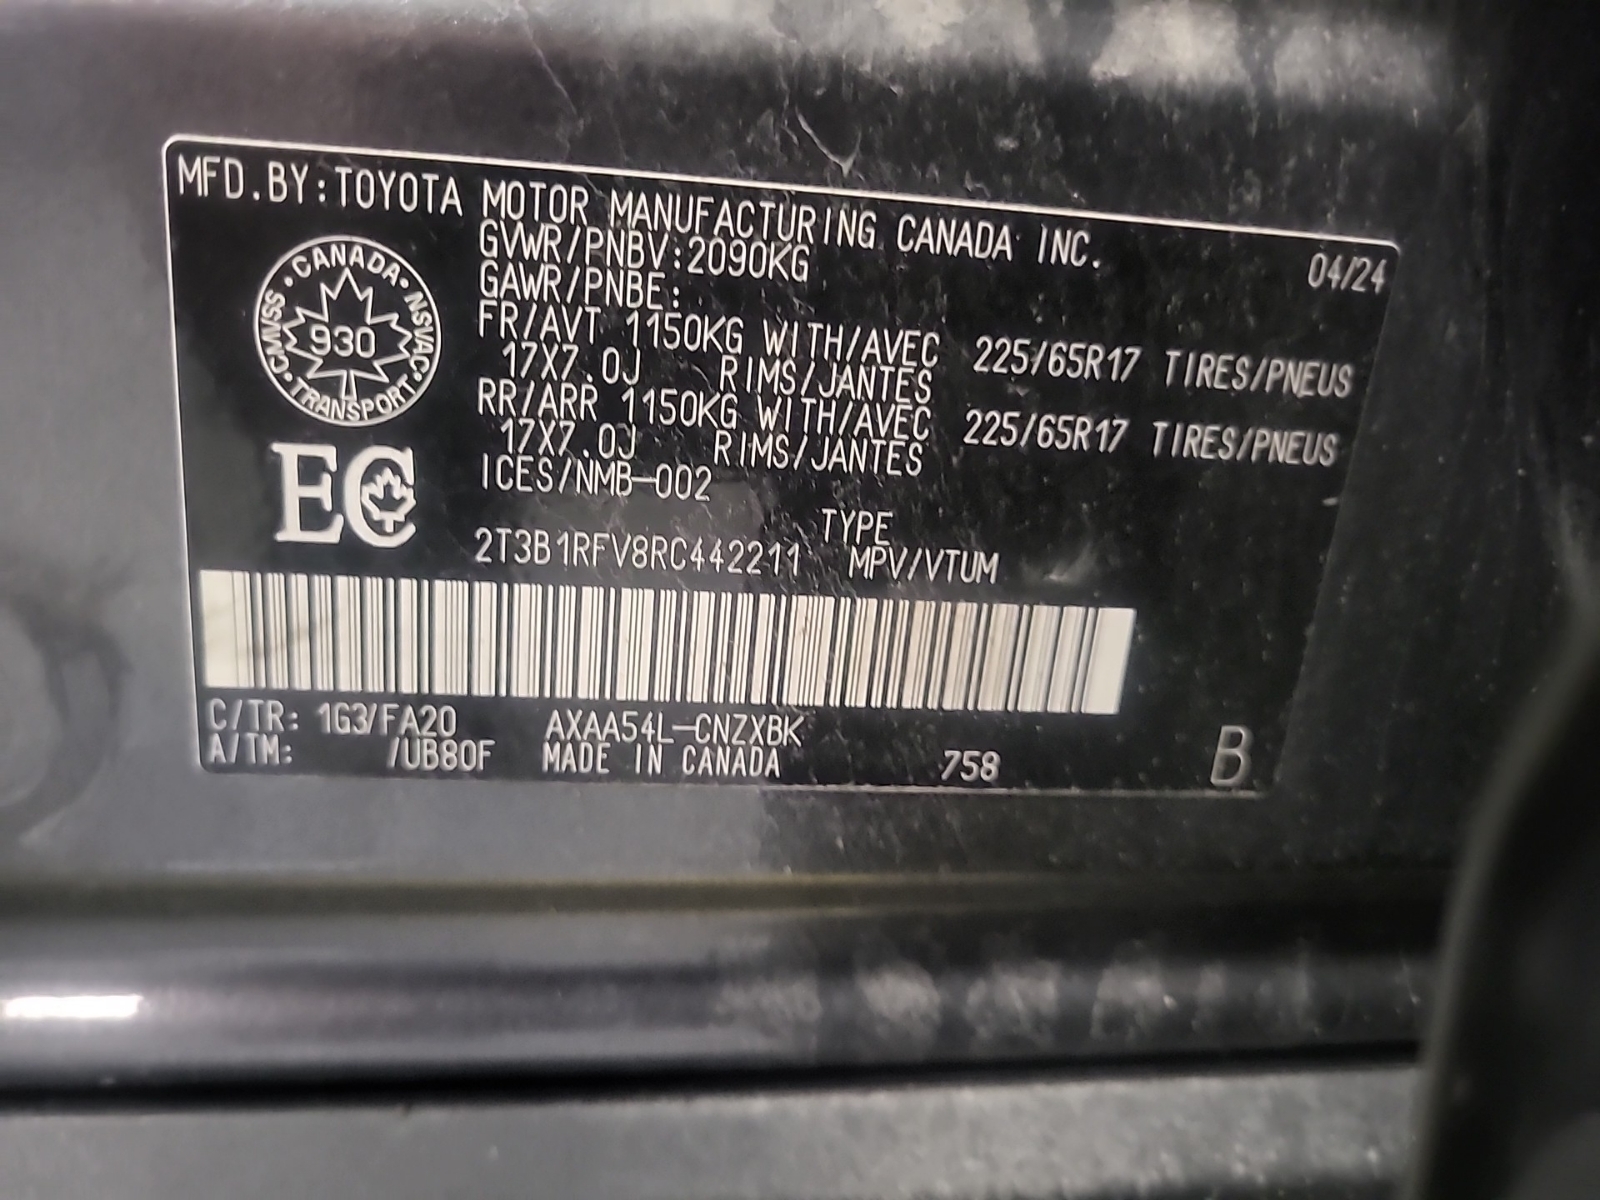 MFD.BY:TOYOTA MOTOR MANUFACTURING CANADA INC. 04/24
GVWR/PNBV:2090KG
GAWR/PNBE:
FR/AVT 1150KG WITH/AVEC 225/65R17 TIRES/PNEUS
17X7.0J RIMS/JANTES
RR/ARR 1150KG WITH/AVEC 225/65R17 TIRES/PNEUS
17X7.0J RIMS/JANTES
ICES/NMB-002
CANADA · NSVAC · TRANSPORT · CMVSS
930
EC
TYPE
2T3B1RFV8RC442211 MPV/VTUM
C/TR: 1G3/FA20 AXAA54L-CNZXBK
A/TM: /UB80F MADE IN CANADA 758 B